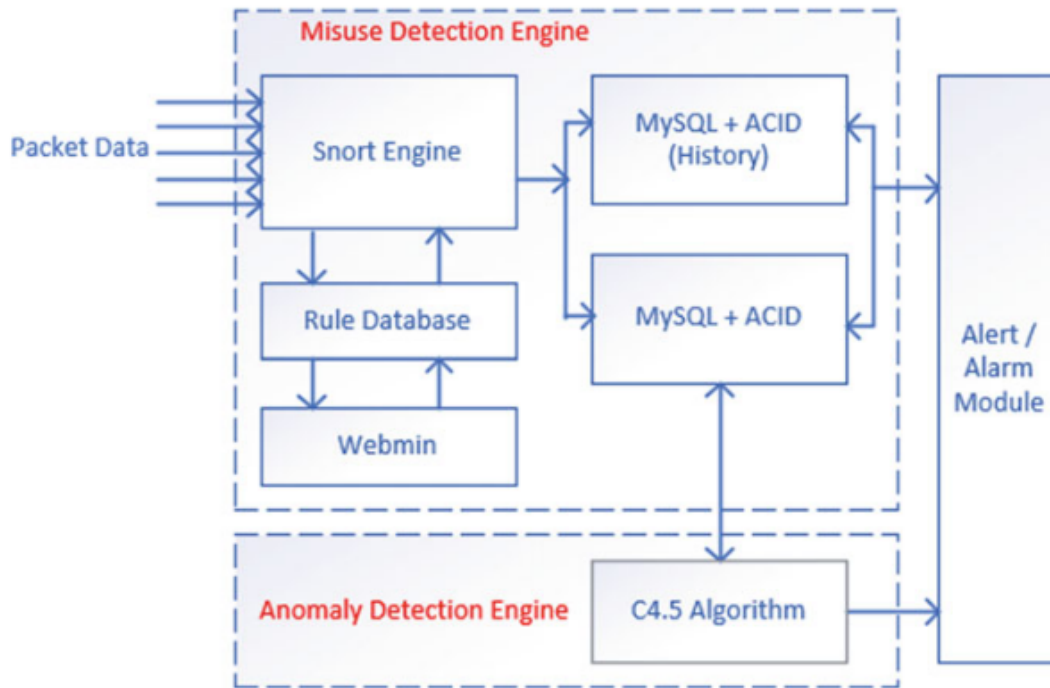 Misuse Detection Engine
Packet Data
Snort Engine
MySQL + ACID
(History)
Rule Database
MySQL + ACID
Webmin
Alert /
Alarm
Module
Anomaly Detection Engine
C4.5 Algorithm